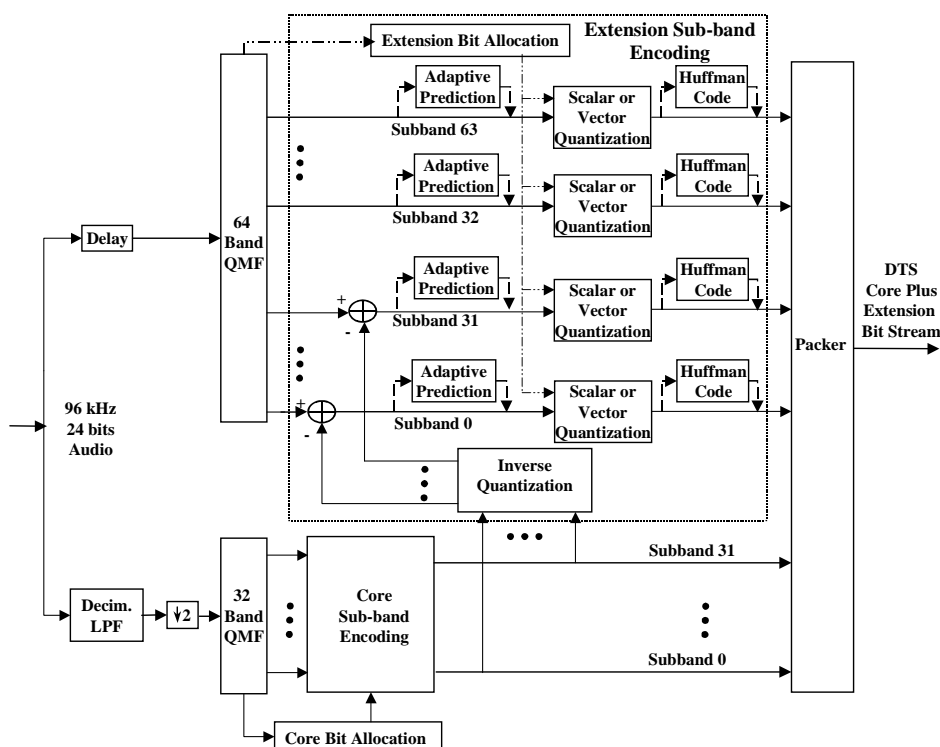 Extension Sub-band
Encoding
Extension Bit Allocation
Adaptive
Prediction
Subband 63
Scalar or
Vector
Quantization
Huffman
Code
Adaptive
Prediction
Subband 32
Scalar or
Vector
Quantization
Huffman
Code
64
Band
QMF
Delay
+
-
Adaptive
Prediction
Subband 31
Scalar or
Vector
Quantization
Huffman
Code
+
-
Adaptive
Prediction
Subband 0
Scalar or
Vector
Quantization
Huffman
Code
Packer
DTS
Core Plus
Extension
Bit Stream
96 kHz
24 bits
Audio
Inverse
Quantization
Decim.
LPF
↓2
32
Band
QMF
Core
Sub-band
Encoding
Subband 31
Subband 0
Core Bit Allocation